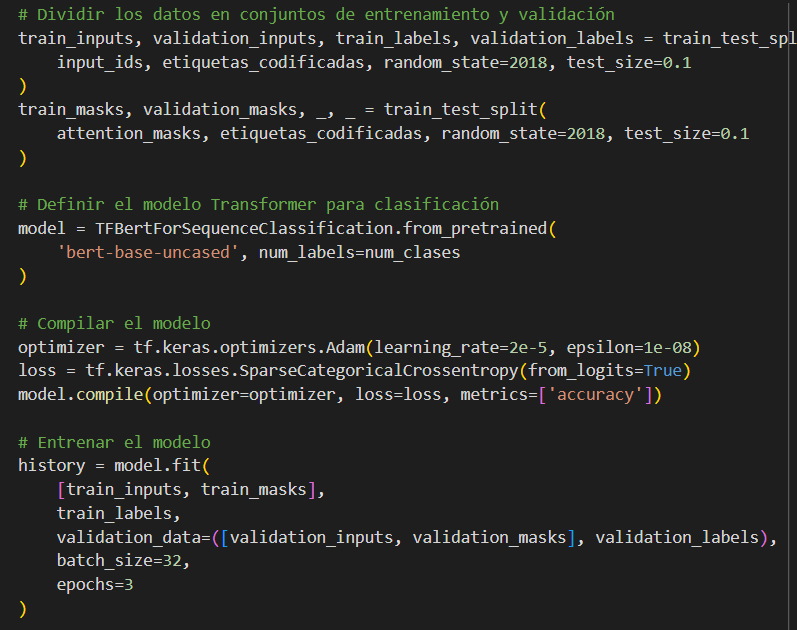 # Dividir los datos en conjuntos de entrenamiento y validación
train_inputs, validation_inputs, train_labels, validation_labels = train_test_spl
    input_ids, etiquetas_codificadas, random_state=2018, test_size=0.1
)
train_masks, validation_masks, _, _ = train_test_split(
    attention_masks, etiquetas_codificadas, random_state=2018, test_size=0.1
)

# Definir el modelo Transformer para clasificación
model = TFBertForSequenceClassification.from_pretrained(
    'bert-base-uncased', num_labels=num_clases
)

# Compilar el modelo
optimizer = tf.keras.optimizers.Adam(learning_rate=2e-5, epsilon=1e-08)
loss = tf.keras.losses.SparseCategoricalCrossentropy(from_logits=True)
model.compile(optimizer=optimizer, loss=loss, metrics=['accuracy'])

# Entrenar el modelo
history = model.fit(
    [train_inputs, train_masks],
    train_labels,
    validation_data=([validation_inputs, validation_masks], validation_labels),
    batch_size=32,
    epochs=3
)